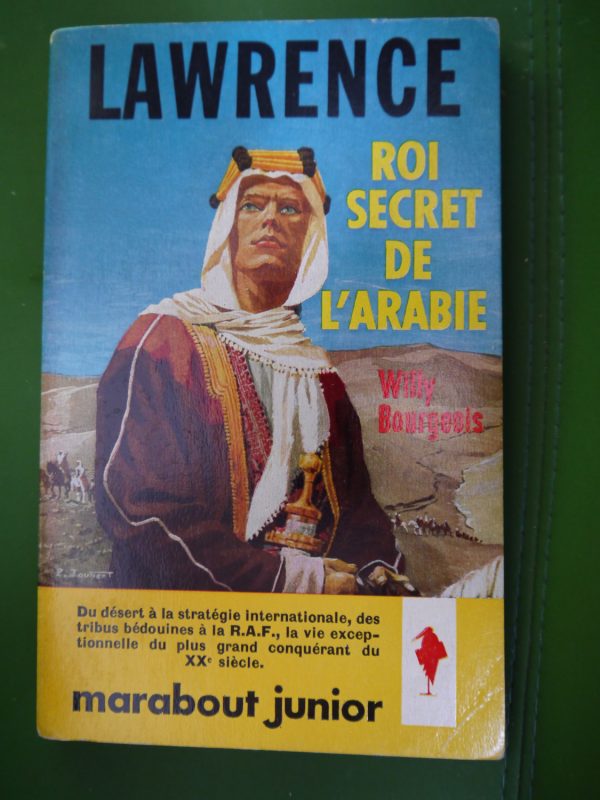 LAWRENCE
ROI
SECRET
DE
L'ARABIE
Willy
Bourgeois
Du désert à la stratégie internationale, des
tribus bédouines à la R.A.F., la vie excep-
tionnelle du plus grand conquérant du
XXe siècle.
marabout junior